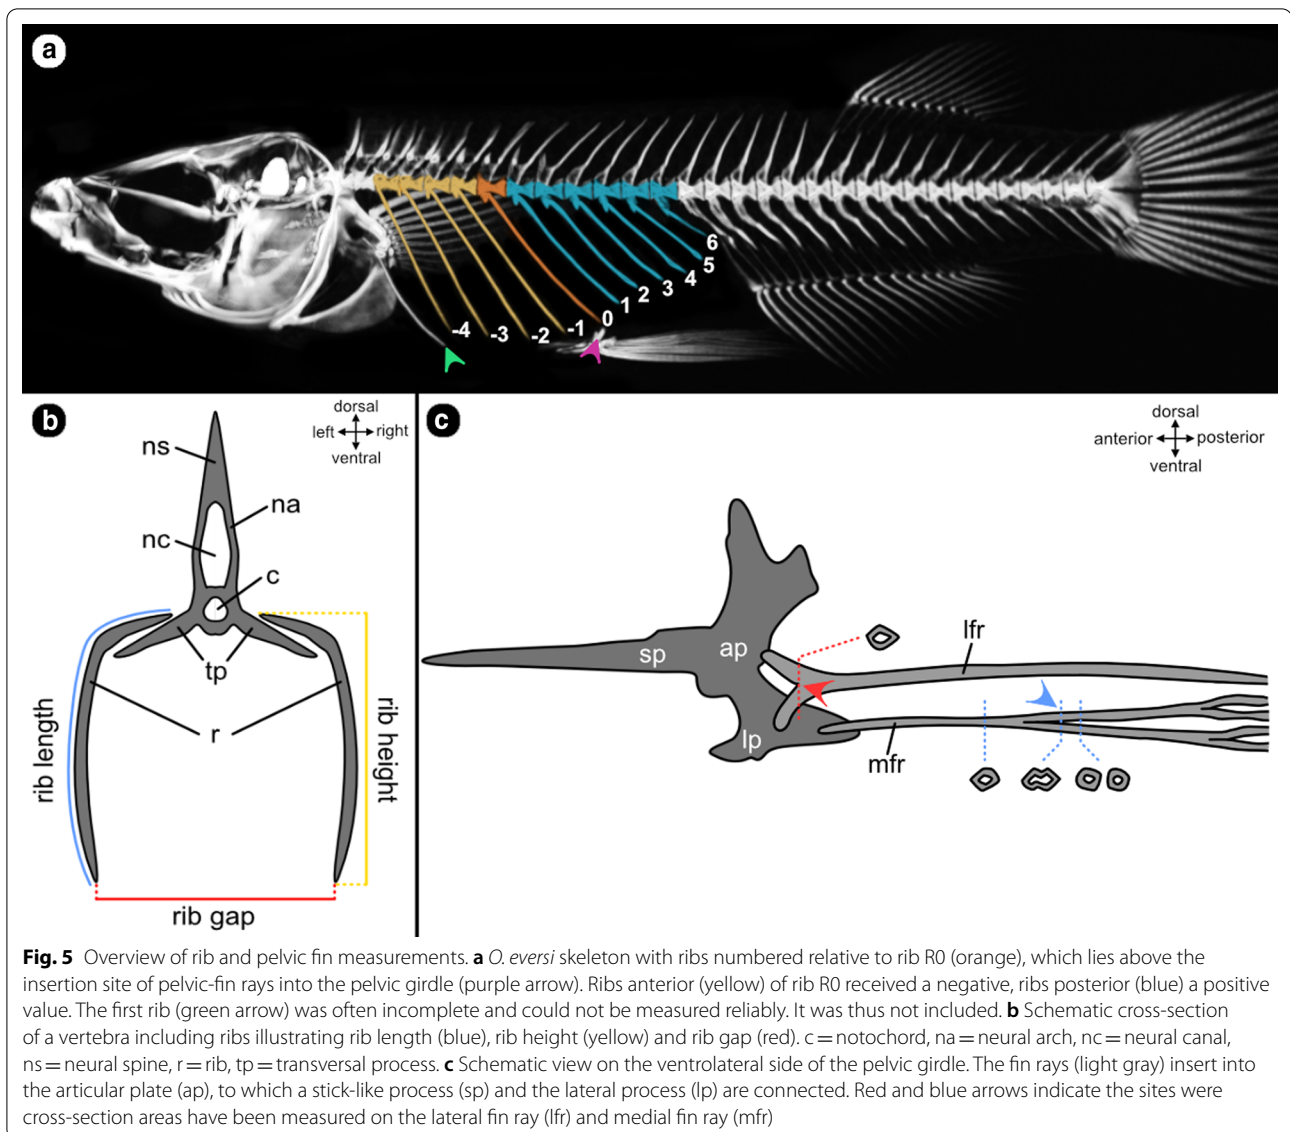 a
-4
-3
-2
-1
0
1
2
3
4
5
6
b
dorsal
left
right
ventral
ns
na
nc
c
tp
r
rib length
rib height
rib gap
c
dorsal
anterior
posterior
ventral
sp
ap
lp
lfr
mfr
Fig. 5 Overview of rib and pelvic fin measurements. a O. eversi skeleton with ribs numbered relative to rib R0 (orange), which lies above the
insertion site of pelvic-fin rays into the pelvic girdle (purple arrow). Ribs anterior (yellow) of rib R0 received a negative, ribs posterior (blue) a positive
value. The first rib (green arrow) was often incomplete and could not be measured reliably. It was thus not included. b Schematic cross-section
of a vertebra including ribs illustrating rib length (blue), rib height (yellow) and rib gap (red). c = notochord, na = neural arch, nc = neural canal,
ns = neural spine, r = rib, tp = transversal process. c Schematic view on the ventrolateral side of the pelvic girdle. The fin rays (light gray) insert into
the articular plate (ap), to which a stick-like process (sp) and the lateral process (lp) are connected. Red and blue arrows indicate the sites were
cross-section areas have been measured on the lateral fin ray (lfr) and medial fin ray (mfr)